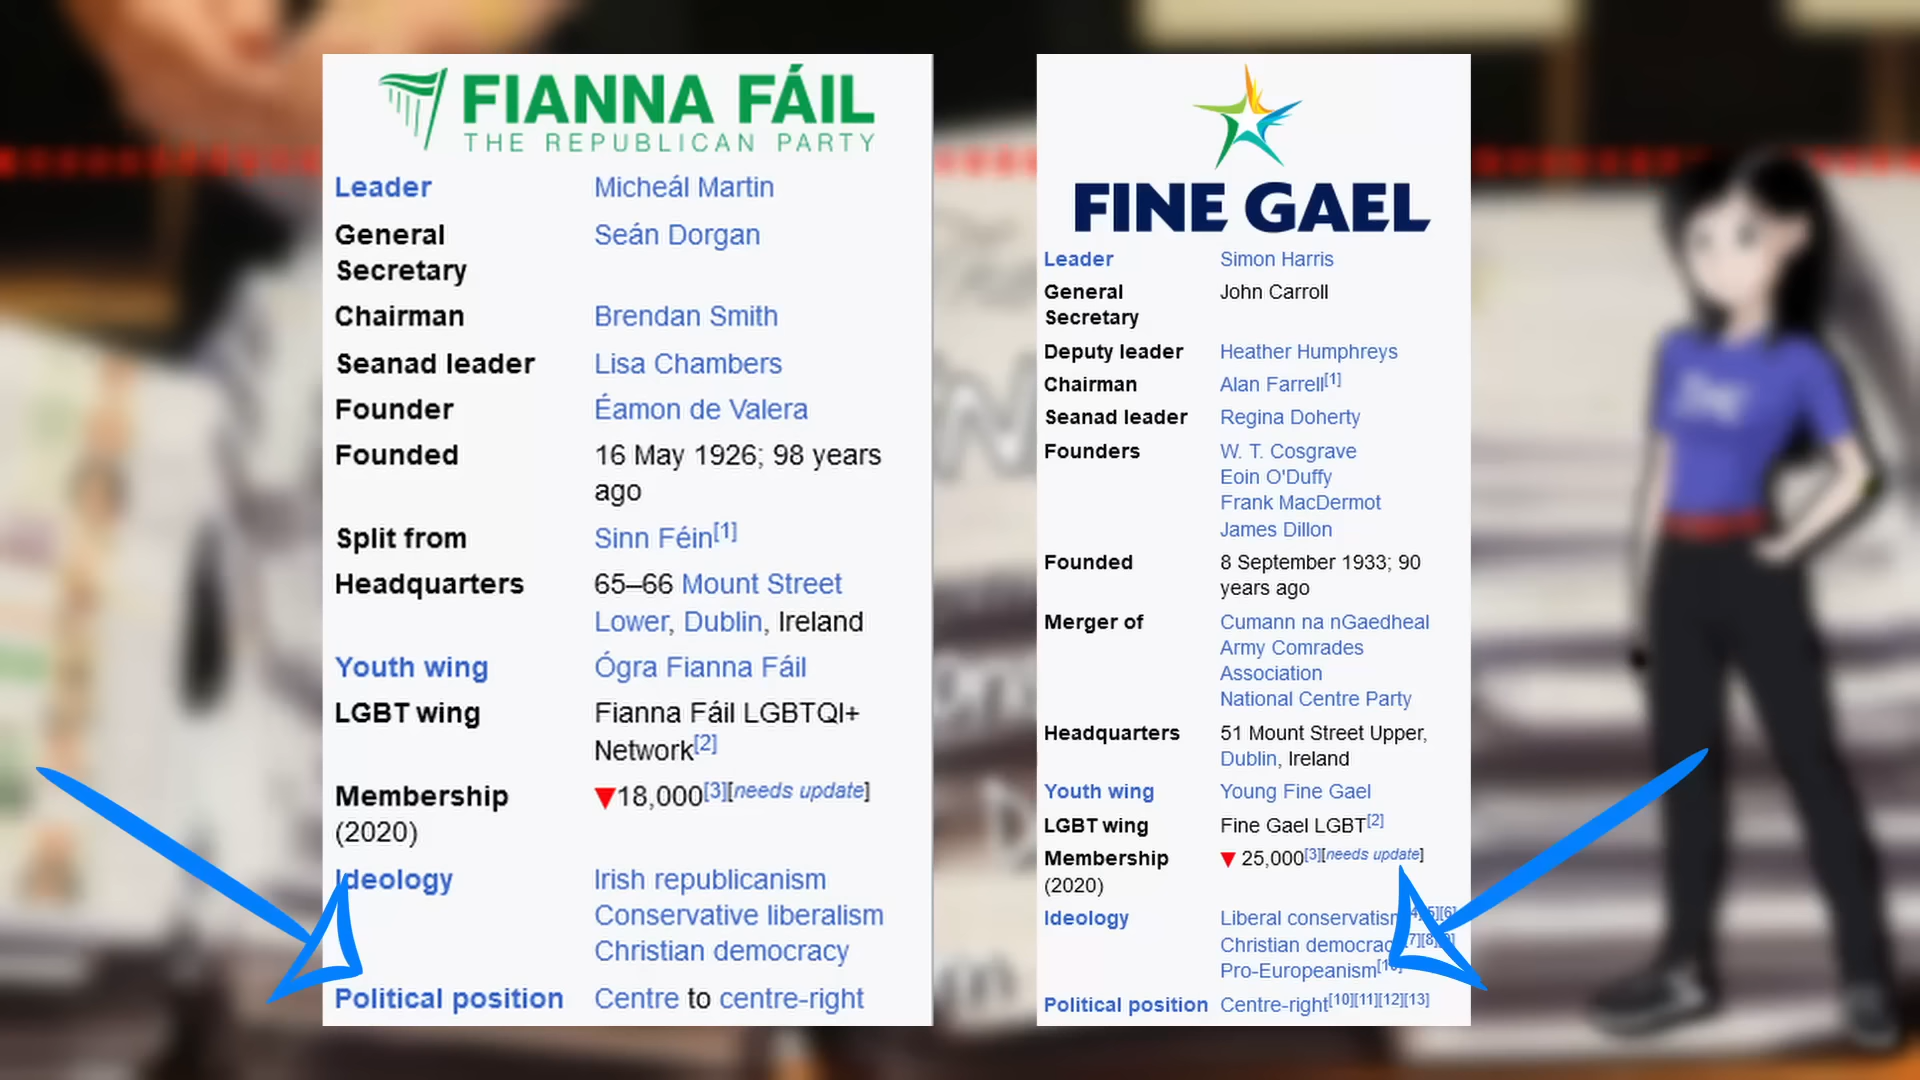 FIANNA FÁIL
THE REPUBLICAN PARTY
Leader Micheál Martin
General Secretary Seán Dorgan
Chairman Brendan Smith
Seanad leader Lisa Chambers
Founder Éamon de Valera
Founded 16 May 1926; 98 years
ago
Split from Sinn Féin[1]
Headquarters 65–66 Mount Street
Lower, Dublin, Ireland
Youth wing Ógra Fianna Fáil
LGBT wing Fianna Fáil LGBTQI+
Network[2]
Membership ▼18,000[3][needs update]
(2020)
Ideology Irish republicanism
Conservative liberalism
Christian democracy
Political position Centre to centre-right
FINE GAEL
Leader Simon Harris
General Secretary John Carroll
Deputy leader Heather Humphreys
Chairman Alan Farrell[1]
Seanad leader Regina Doherty
Founders W. T. Cosgrave
Eoin O'Duffy
Frank MacDermot
James Dillon
Founded 8 September 1933; 90
years ago
Merger of Cumann na nGaedheal
Army Comrades
Association
National Centre Party
Headquarters 51 Mount Street Upper,
Dublin, Ireland
Youth wing Young Fine Gael
LGBT wing Fine Gael LGBT[2]
Membership ▼ 25,000[3][needs update]
(2020)
Ideology Liberal conservatism
Christian democracy
Pro-Europeanism
Political position Centre-right[10][11][12][13]